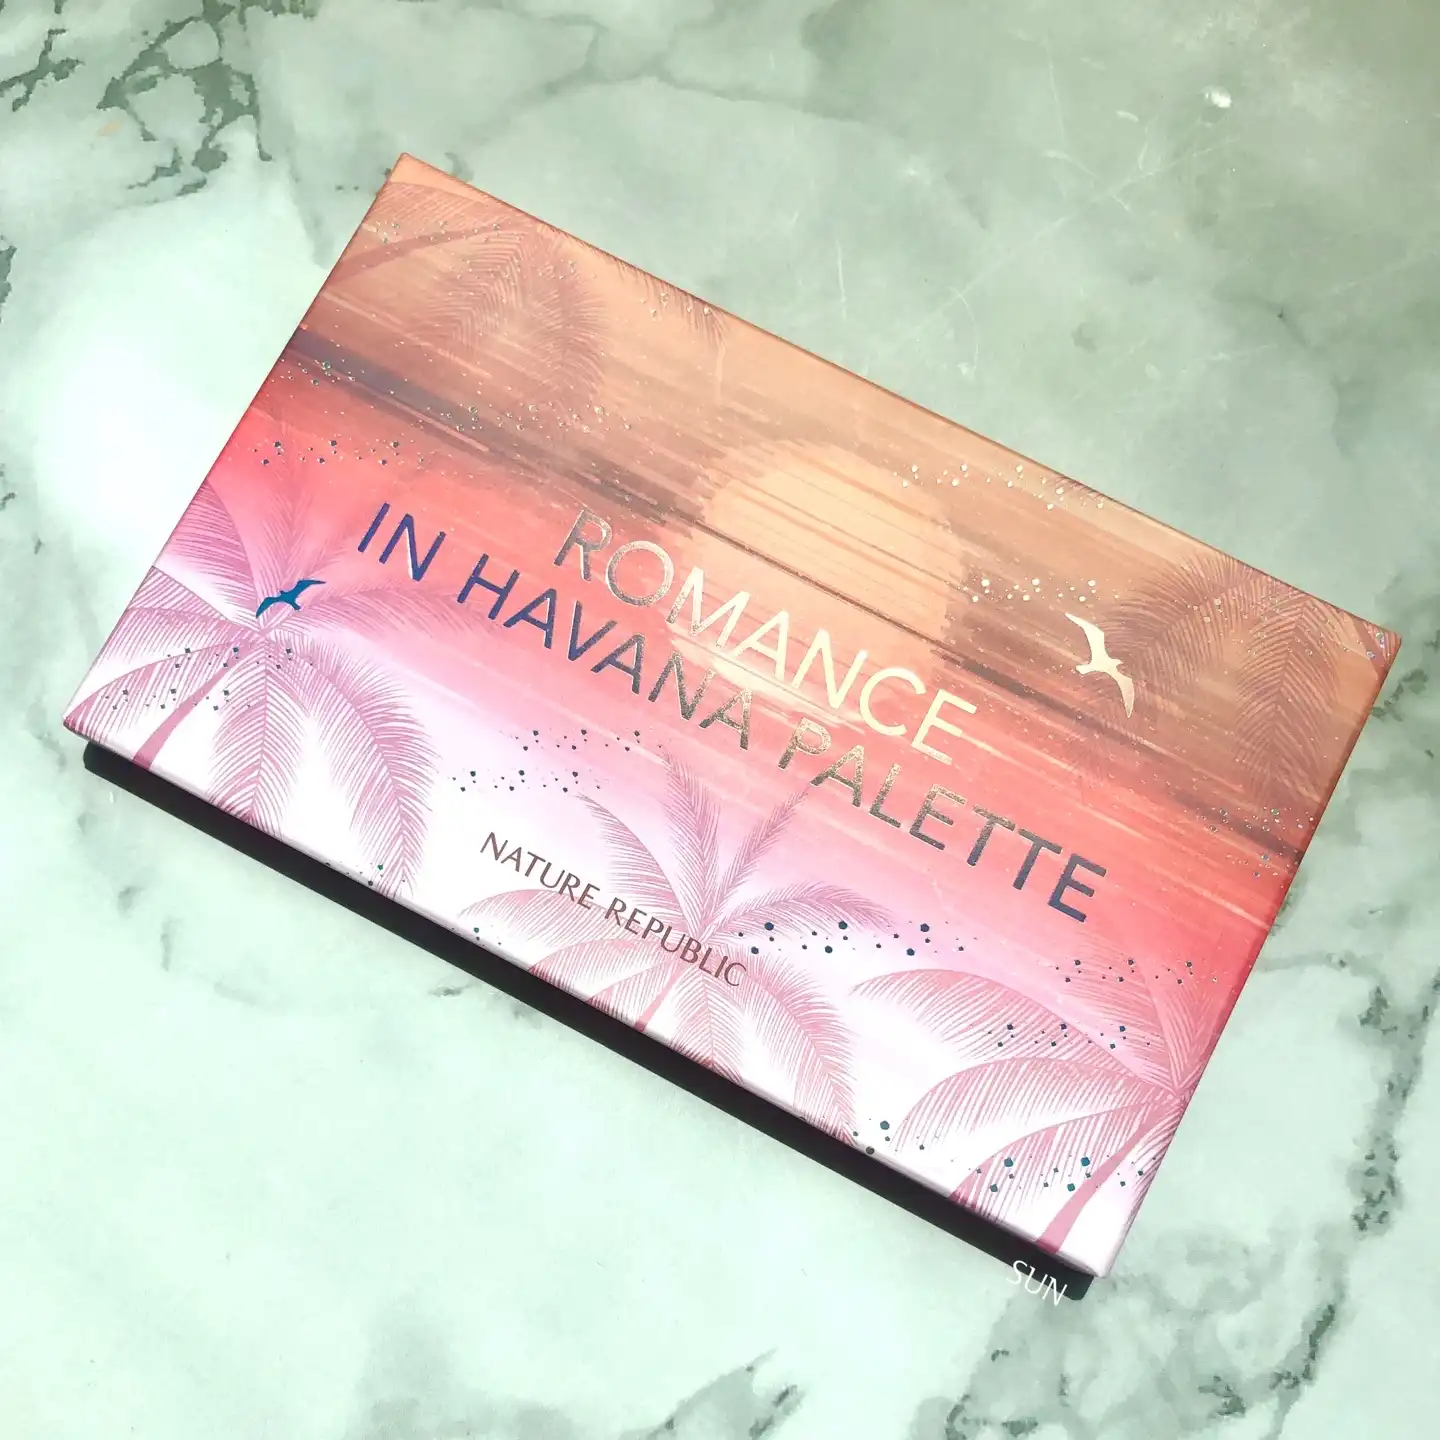 ROMANCE
IN HAVANA PALETTE
NATURE REPUBLIC
SUN